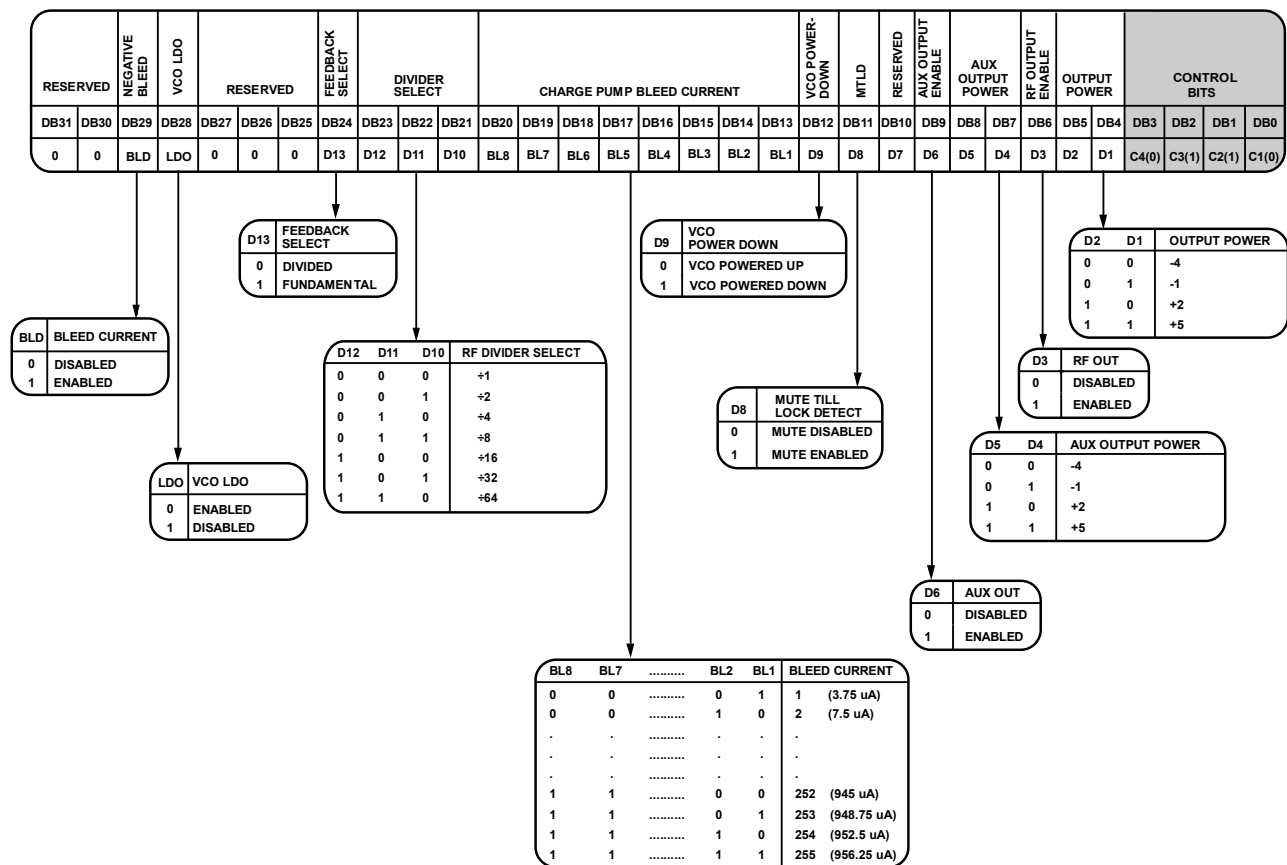 RESERVED NEGATIVE BLEED VCO LDO RESERVED FEEDBACK SELECT DIVIDER SELECT CHARGE PUMP BLEED CURRENT VCO POWER-DOWN MTLD RESERVED AUX OUTPUT ENABLE AUX OUTPUT POWER RF OUTPUT ENABLE OUTPUT POWER CONTROL BITS
DB31 DB30 DB29 DB28 DB27 DB26 DB25 DB24 DB23 DB22 DB21 DB20 DB19 DB18 DB17 DB16 DB15 DB14 DB13 DB12 DB11 DB10 DB9 DB8 DB7 DB6 DB5 DB4 DB3 DB2 DB1 DB0
0 0 BLD LDO 0 0 0 D13 D12 D11 D10 BL8 BL7 BL6 BL5 BL4 BL3 BL2 BL1 D9 D8 D7 D6 D5 D4 D3 D2 D1 C4(0) C3(1) C2(1) C1(0)
D13 FEEDBACK SELECT
0 DIVIDED
1 FUNDAMENTAL
D9 VCO POWER DOWN
0 VCO POWERED UP
1 VCO POWERED DOWN
D2 D1 OUTPUT POWER
0 0 -4
0 1 -1
1 0 +2
1 1 +5
BLD BLEED CURRENT
0 DISABLED
1 ENABLED
D12 D11 D10 RF DIVIDER SELECT
0 0 0 ÷1
0 0 1 ÷2
0 1 0 ÷4
0 1 1 ÷8
1 0 0 ÷16
1 0 1 ÷32
1 1 0 ÷64
D3 RF OUT
0 DISABLED
1 ENABLED
D8 MUTE TILL LOCK DETECT
0 MUTE DISABLED
1 MUTE ENABLED
D5 D4 AUX OUTPUT POWER
0 0 -4
0 1 -1
1 0 +2
1 1 +5
LDO VCO LDO
0 ENABLED
1 DISABLED
D6 AUX OUT
0 DISABLED
1 ENABLED
BL8 BL7 .......... BL2 BL1 BLEED CURRENT
0 0 .......... 0 1 1 (3.75 uA)
0 0 .......... 1 0 2 (7.5 uA)
. . .......... . . .
. . .......... . . .
. . .......... . . .
1 1 .......... 0 0 252 (945 uA)
1 1 .......... 0 1 253 (948.75 uA)
1 1 .......... 1 0 254 (952.5 uA)
1 1 .......... 1 1 255 (956.25 uA)